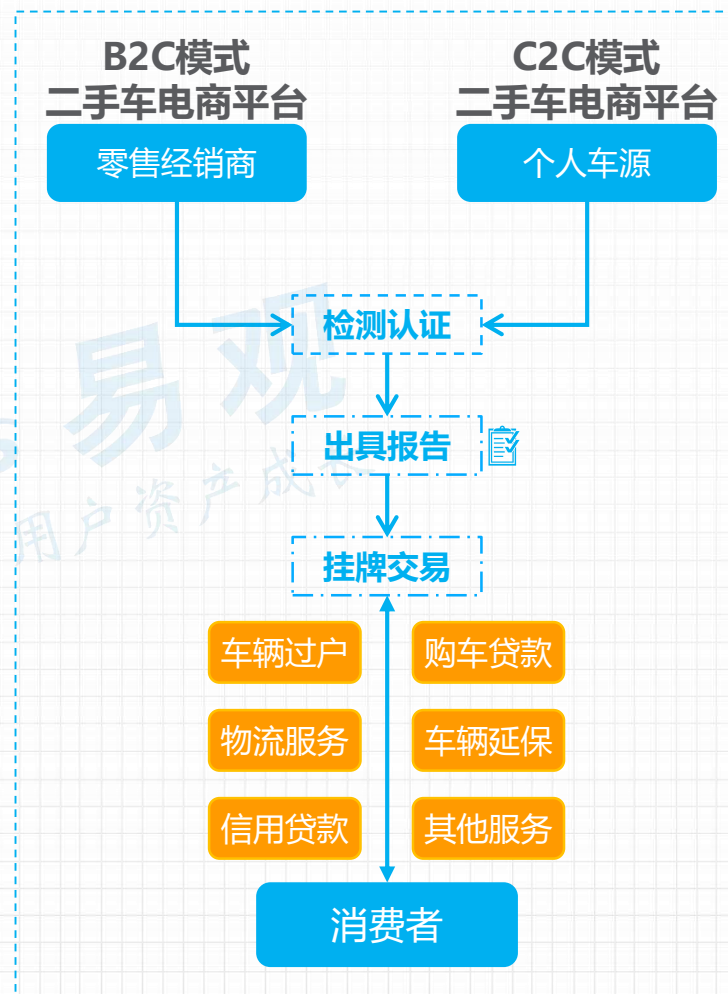 B2C模式
二手车电商平台
C2C模式
二手车电商平台
零售经销商
个人车源
检测认证
出具报告
挂牌交易
车辆过户
购车贷款
物流服务
车辆延保
信用贷款
其他服务
消费者
易观
用户资产成长